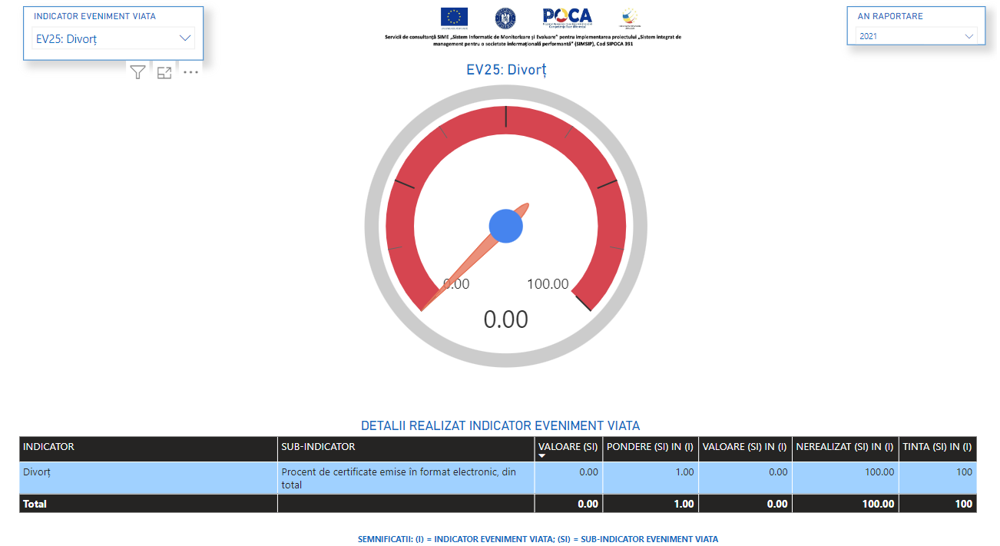 INDICATOR EVENIMENT VIATA
EV25: Divorț
POCA
Servicii de consultanță SIME „Sistem Informatic de Monitorizare și Evaluare" pentru implementarea proiectului „Sistem integrat de
management pentru o societate informațională performantă" (SIMSIP), Cod SIPOCA 391
AN RAPORTARE
2021
EV25: Divorț
0.00
100.00
0.00
DETALII REALIZAT INDICATOR EVENIMENT VIATA
INDICATOR SUB-INDICATOR VALOARE (SI) PONDERE (SI) IN (I) VALOARE (SI) IN (I) NEREALIZAT (SI) IN (I) TINTA (SI) IN (I)
Divorț Procent de certificate emise în format electronic, din 0.00 1.00 0.00 100.00 100
total
Total 0.00 1.00 0.00 100.00 100
SEMNIFICATII: (I) = INDICATOR EVENIMENT VIATA; (SI) = SUB-INDICATOR EVENIMENT VIATA